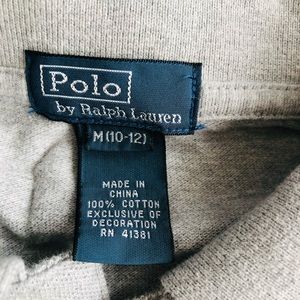 Polo
by Ralph Lauren
M(10-12)
MADE IN
CHINA
100% COTTON
EXCLUSIVE OF
DECORATION
RN 41381